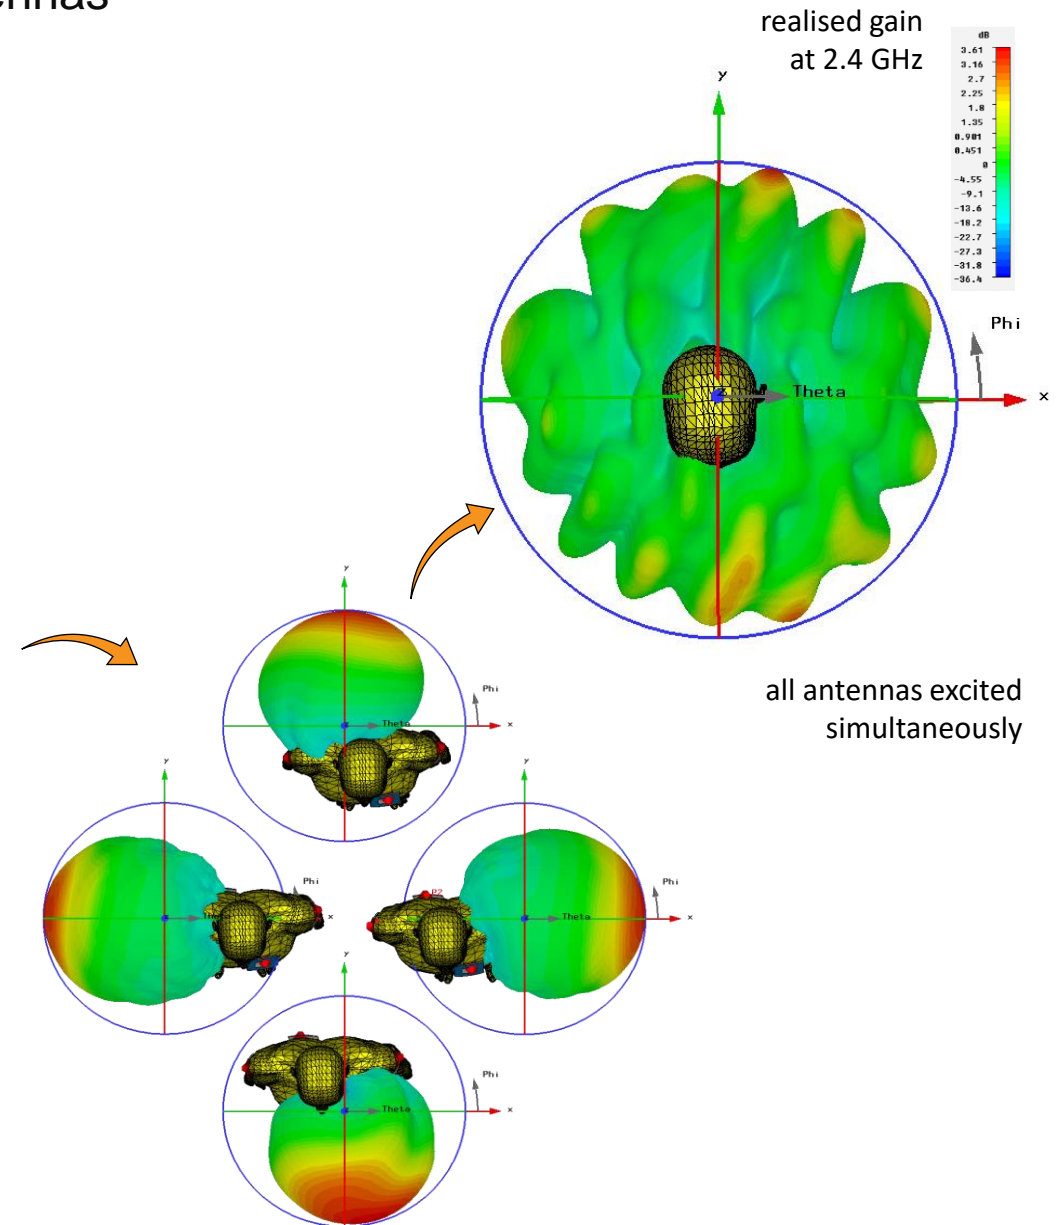 ennas
realised gain
at 2.4 GHz
dB
3.61
3.16
2.7
2.25
1.8
1.35
0.901
0.451
0
-4.55
-9.1
-13.6
-18.2
-22.7
-27.3
-31.8
-36.4
y
Phi
z
Theta
x
all antennas excited
simultaneously
y
Phi
Theta
x
y
Phi
x
y
Phi
P2
Theta
x
y
Phi
Theta
x